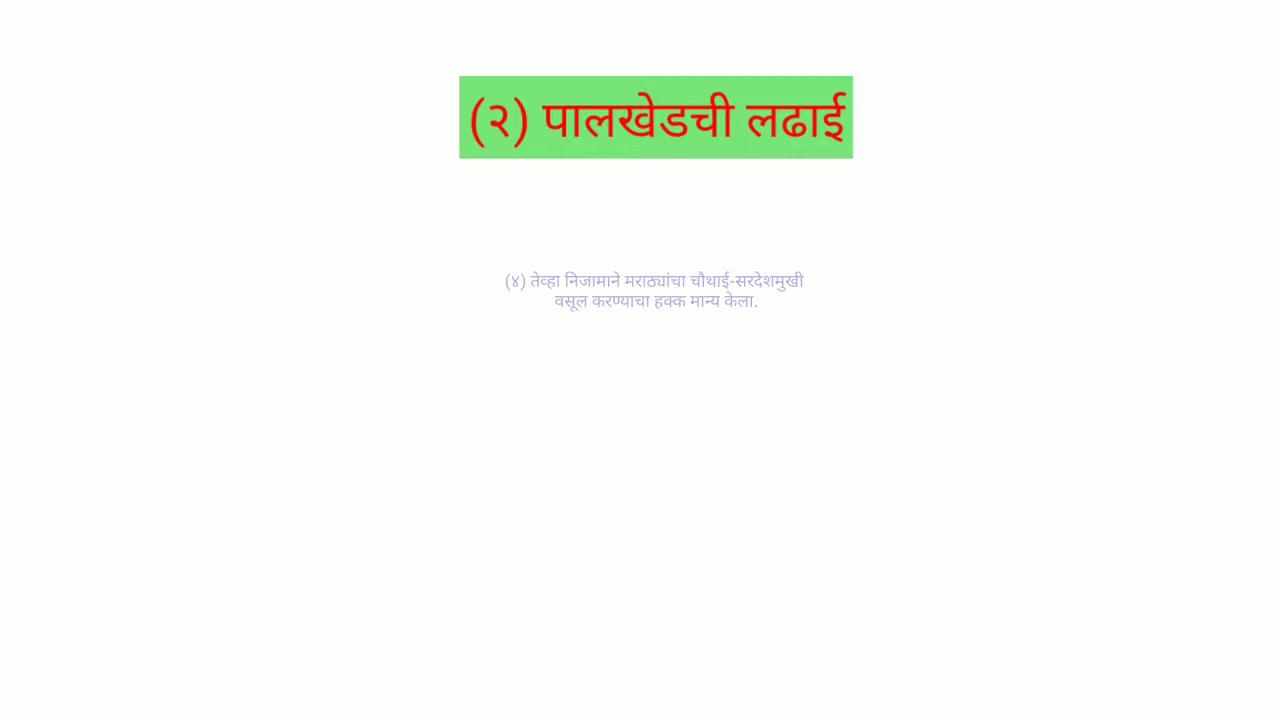 (२) पालखेडची लढाई
(४) तेव्हा निजामाने मराठ्यांचा चौथाई-सरदेशमुखी
वसूल करण्याचा हक्क मान्य केला.